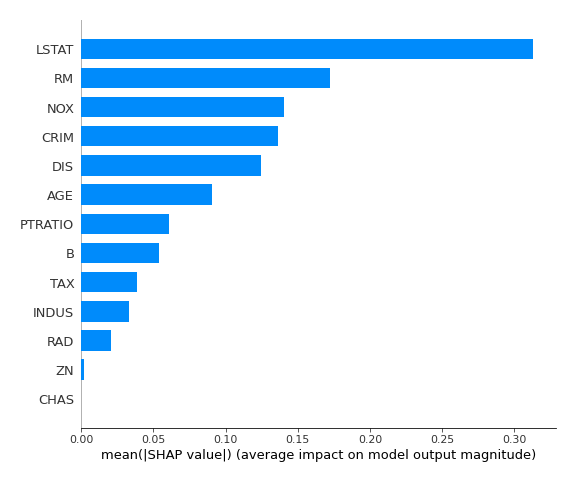 LSTAT
RM
NOX
CRIM
DIS
AGE
PTRATIO
B
TAX
INDUS
RAD
ZN
CHAS
0.00 0.05 0.10 0.15 0.20 0.25 0.30
mean(|SHAP value|) (average impact on model output magnitude)